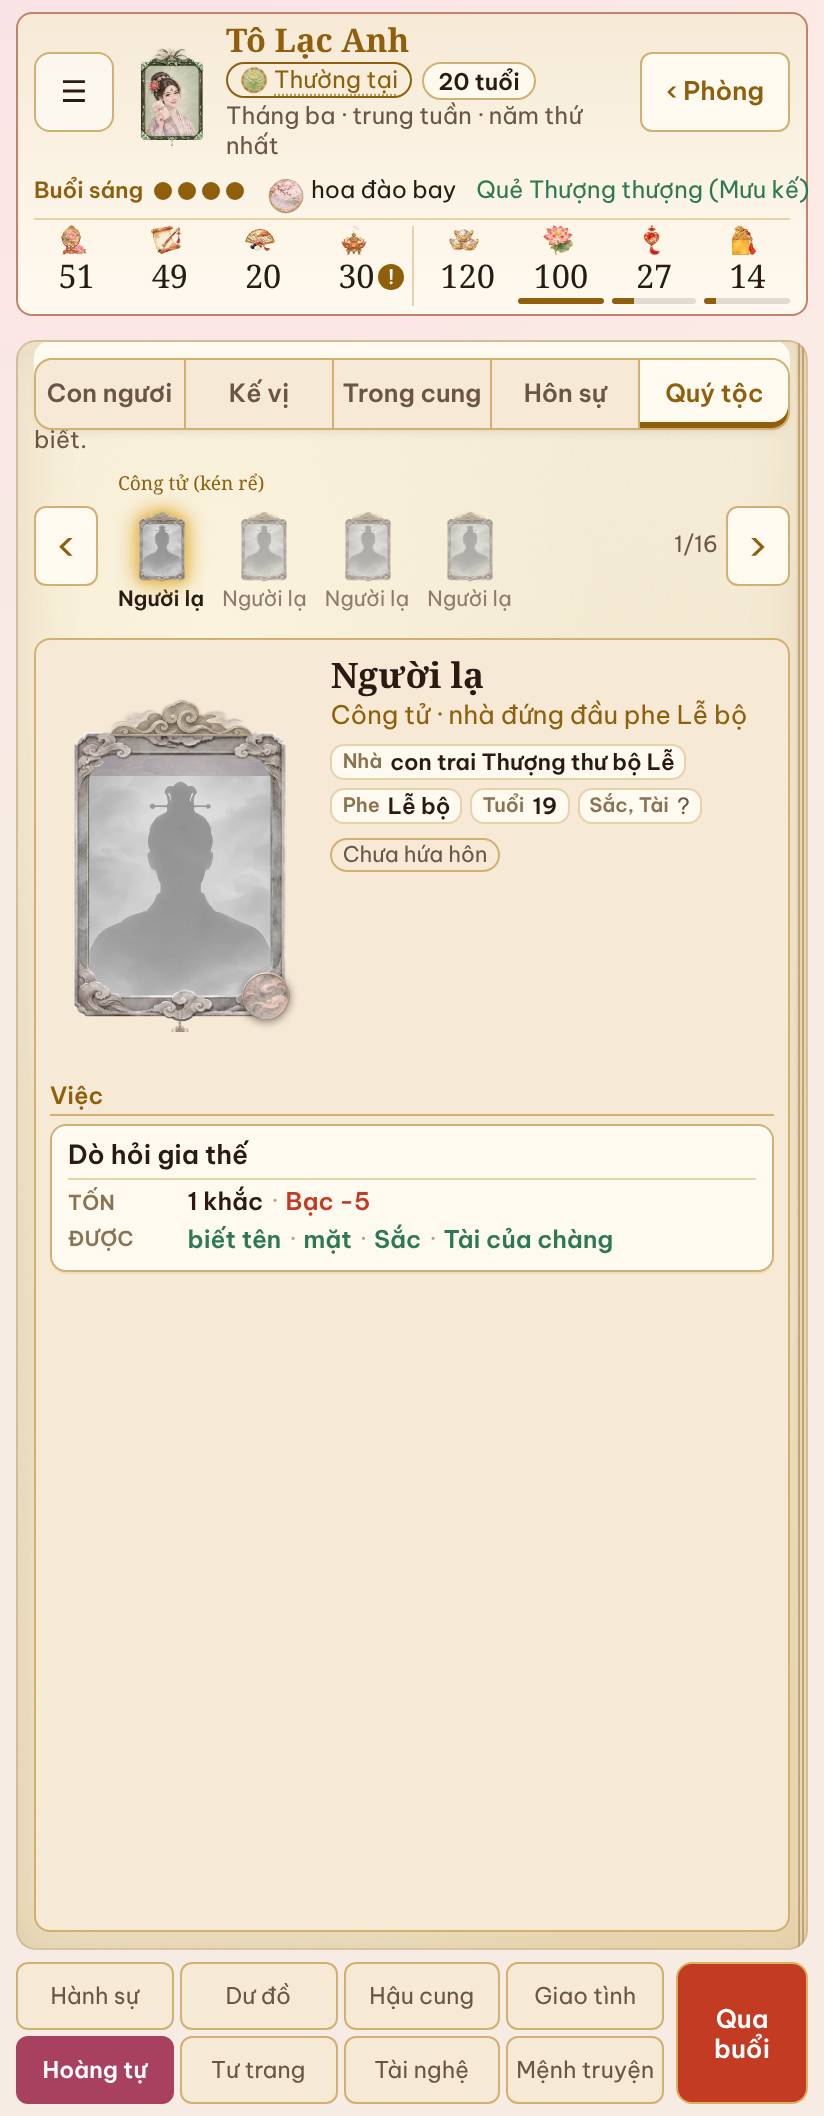 Tô Lạc Anh
☰
Thường tại
20 tuổi
‹ Phòng
Tháng ba · trung tuần · năm thứ
nhất
Buổi sáng
hoa đào bay
Quẻ Thượng thượng (Mưu kế)
51 49 20 30 ! 120 100 27 14
Con ngươi Kế vị Trong cung Hôn sự Quý tộc
biết.
Công tử (kén rể)
‹
1/16
›
Người lạ Người lạ Người lạ Người lạ
Người lạ
Công tử · nhà đứng đầu phe Lễ bộ
Nhà con trai Thượng thư bộ Lễ
Phe Lễ bộ Tuổi 19 Sắc, Tài ?
Chưa hứa hôn
Việc
Dò hỏi gia thế
TỐN 1 khắc · Bạc -5
ĐƯỢC biết tên · mặt · Sắc · Tài của chàng
Hành sự Dư đồ Hậu cung Giao tình
Qua
buổi
Hoàng tự Tư trang Tài nghệ Mệnh truyện